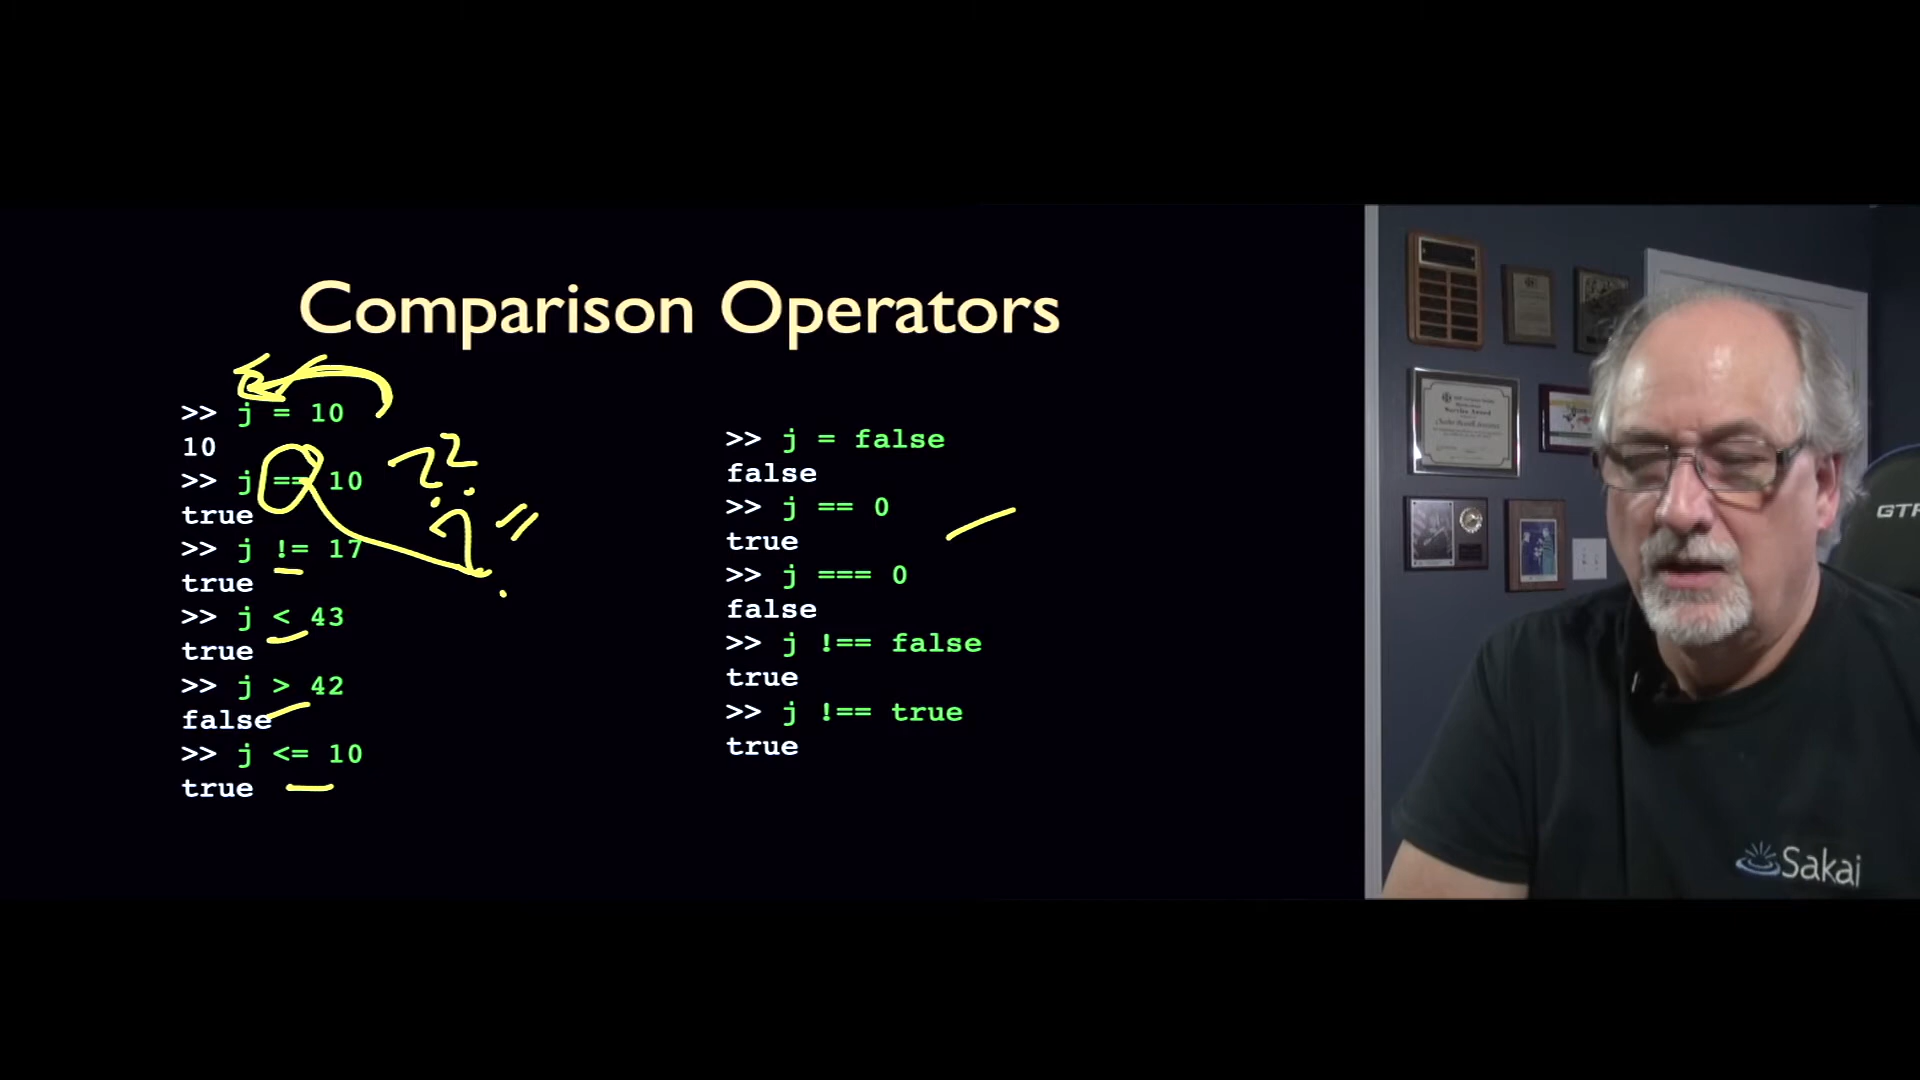 Comparison Operators
>> j = 10
10
>> j == 10
true
>> j != 17
true
>> j < 43
true
>> j > 42
false
>> j <= 10
true
>> j = false
false
>> j == 0
true
>> j === 0
false
>> j !== false
true
>> j !== true
true
Sakai